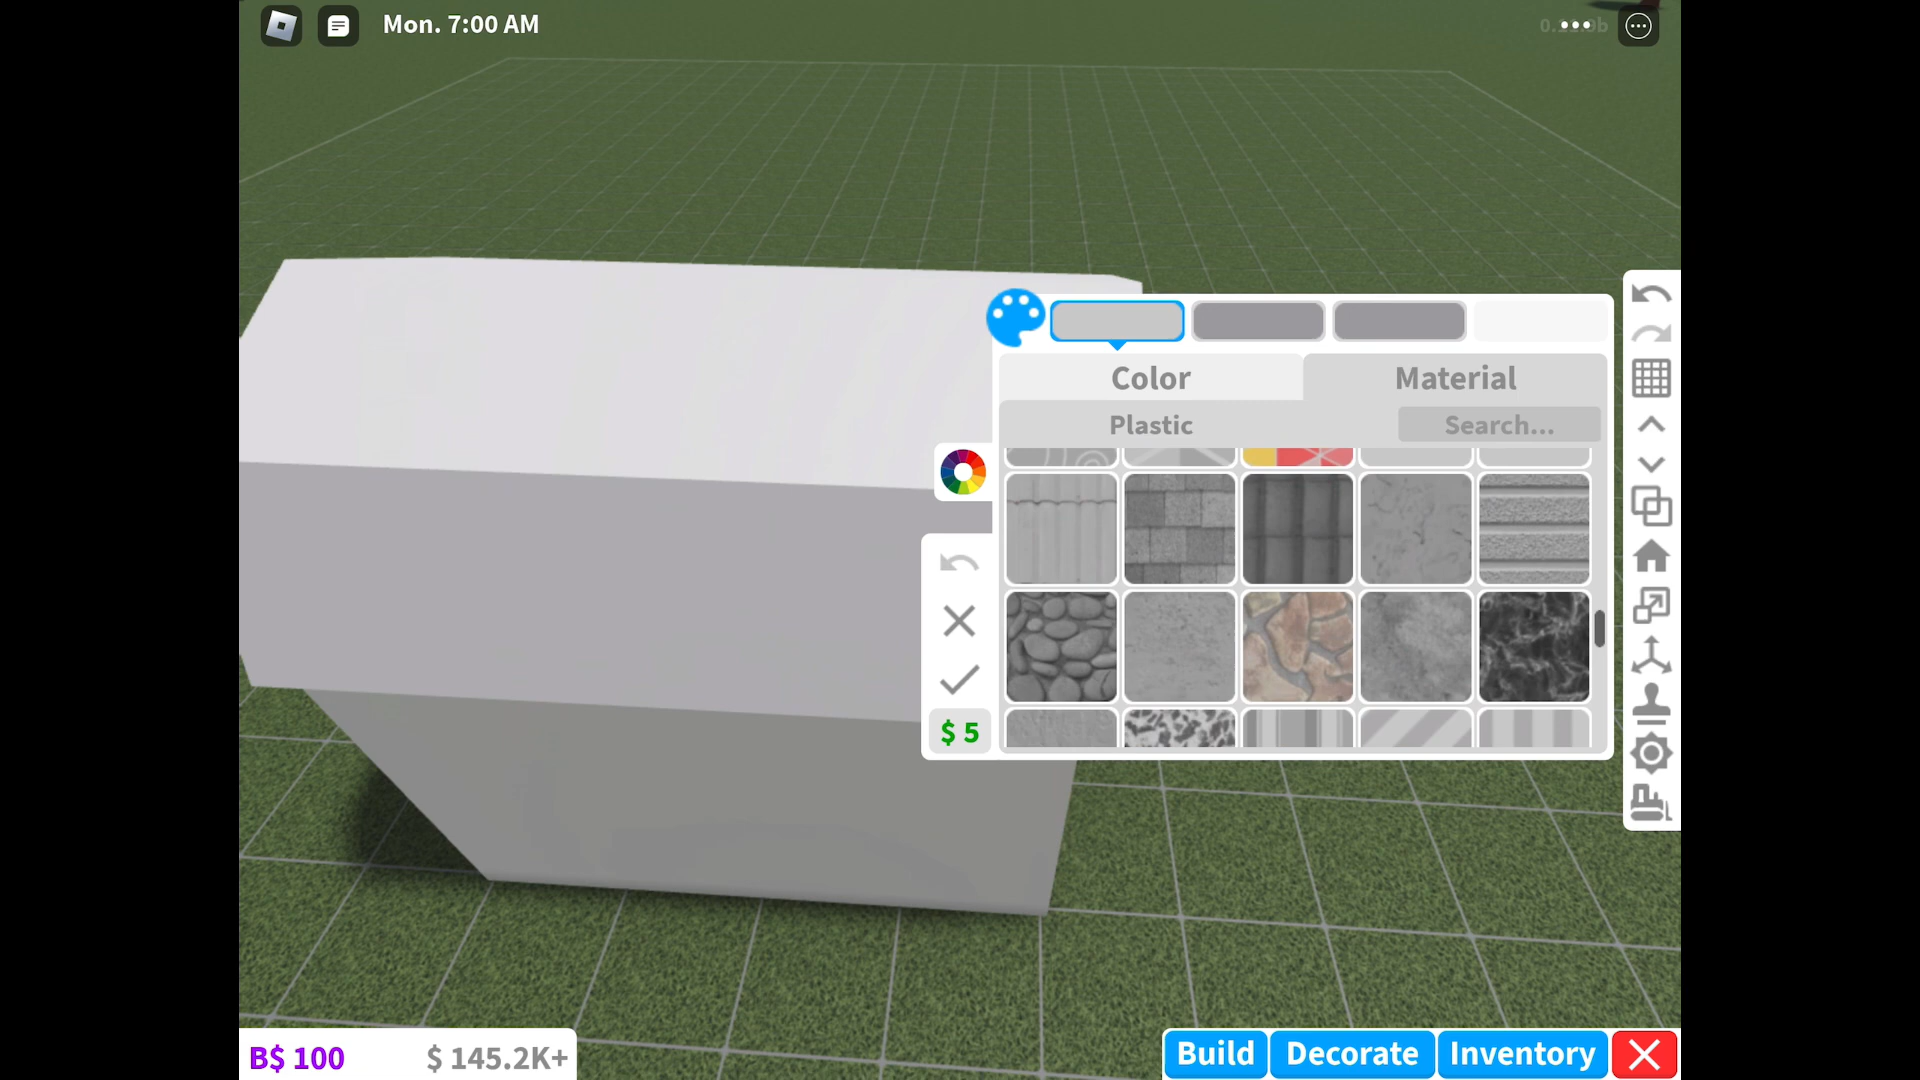 Mon. 7:00 AM
Color
Material
Plastic
Search...
$ 5
B$ 100
$ 145.2K+
Build
Decorate
Inventory